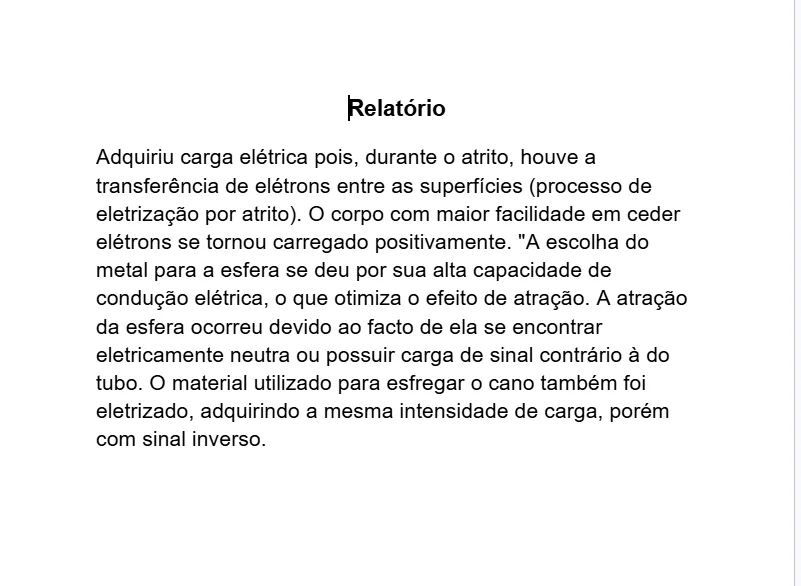 Relatório
Adquiriu carga elétrica pois, durante o atrito, houve a
transferência de elétrons entre as superfícies (processo de
eletrização por atrito). O corpo com maior facilidade em ceder
elétrons se tornou carregado positivamente. "A escolha do
metal para a esfera se deu por sua alta capacidade de
condução elétrica, o que otimiza o efeito de atração. A atração
da esfera ocorreu devido ao facto de ela se encontrar
eletricamente neutra ou possuir carga de sinal contrário à do
tubo. O material utilizado para esfregar o cano também foi
eletrizado, adquirindo a mesma intensidade de carga, porém
com sinal inverso.